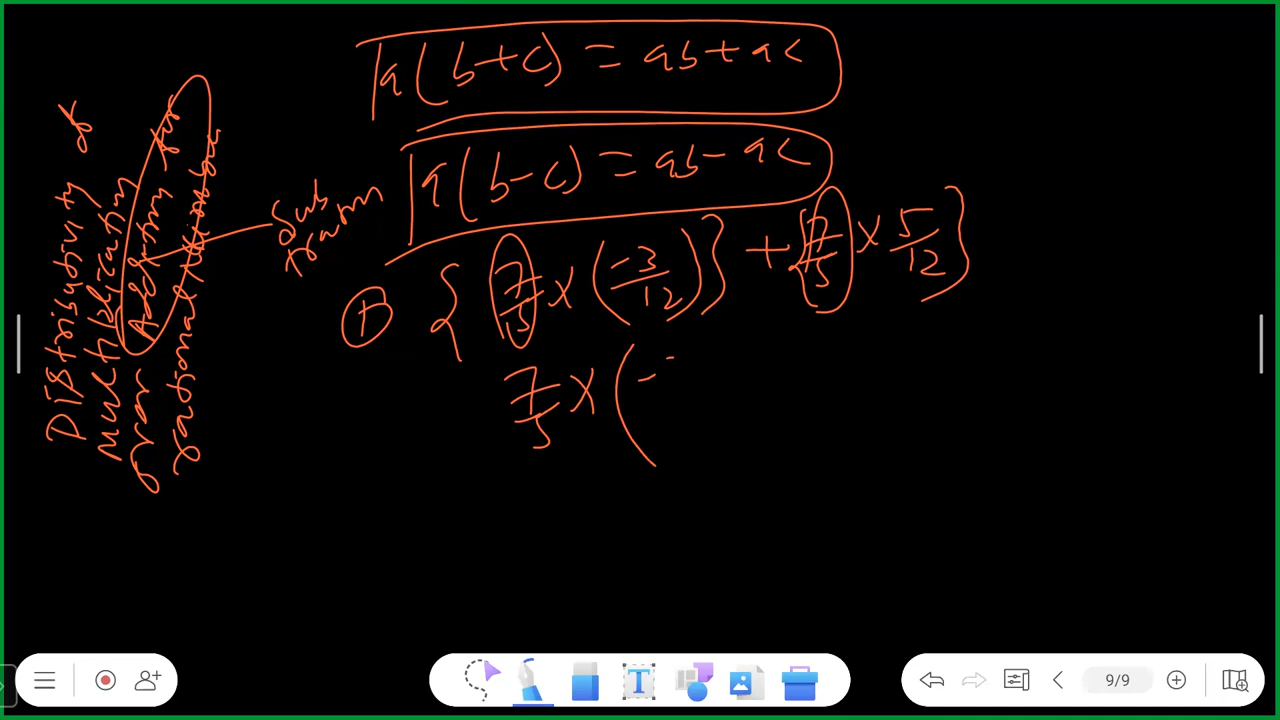 a(b+c) = ab+ac
a(b-c) = ab-ac
Distributivity of
multiplication
over Addition for
rational numbers
Sub
① { 7/5 × (-3/12) } + { 7/5 × 5/12 }
7/5 × ( -
T
9/9